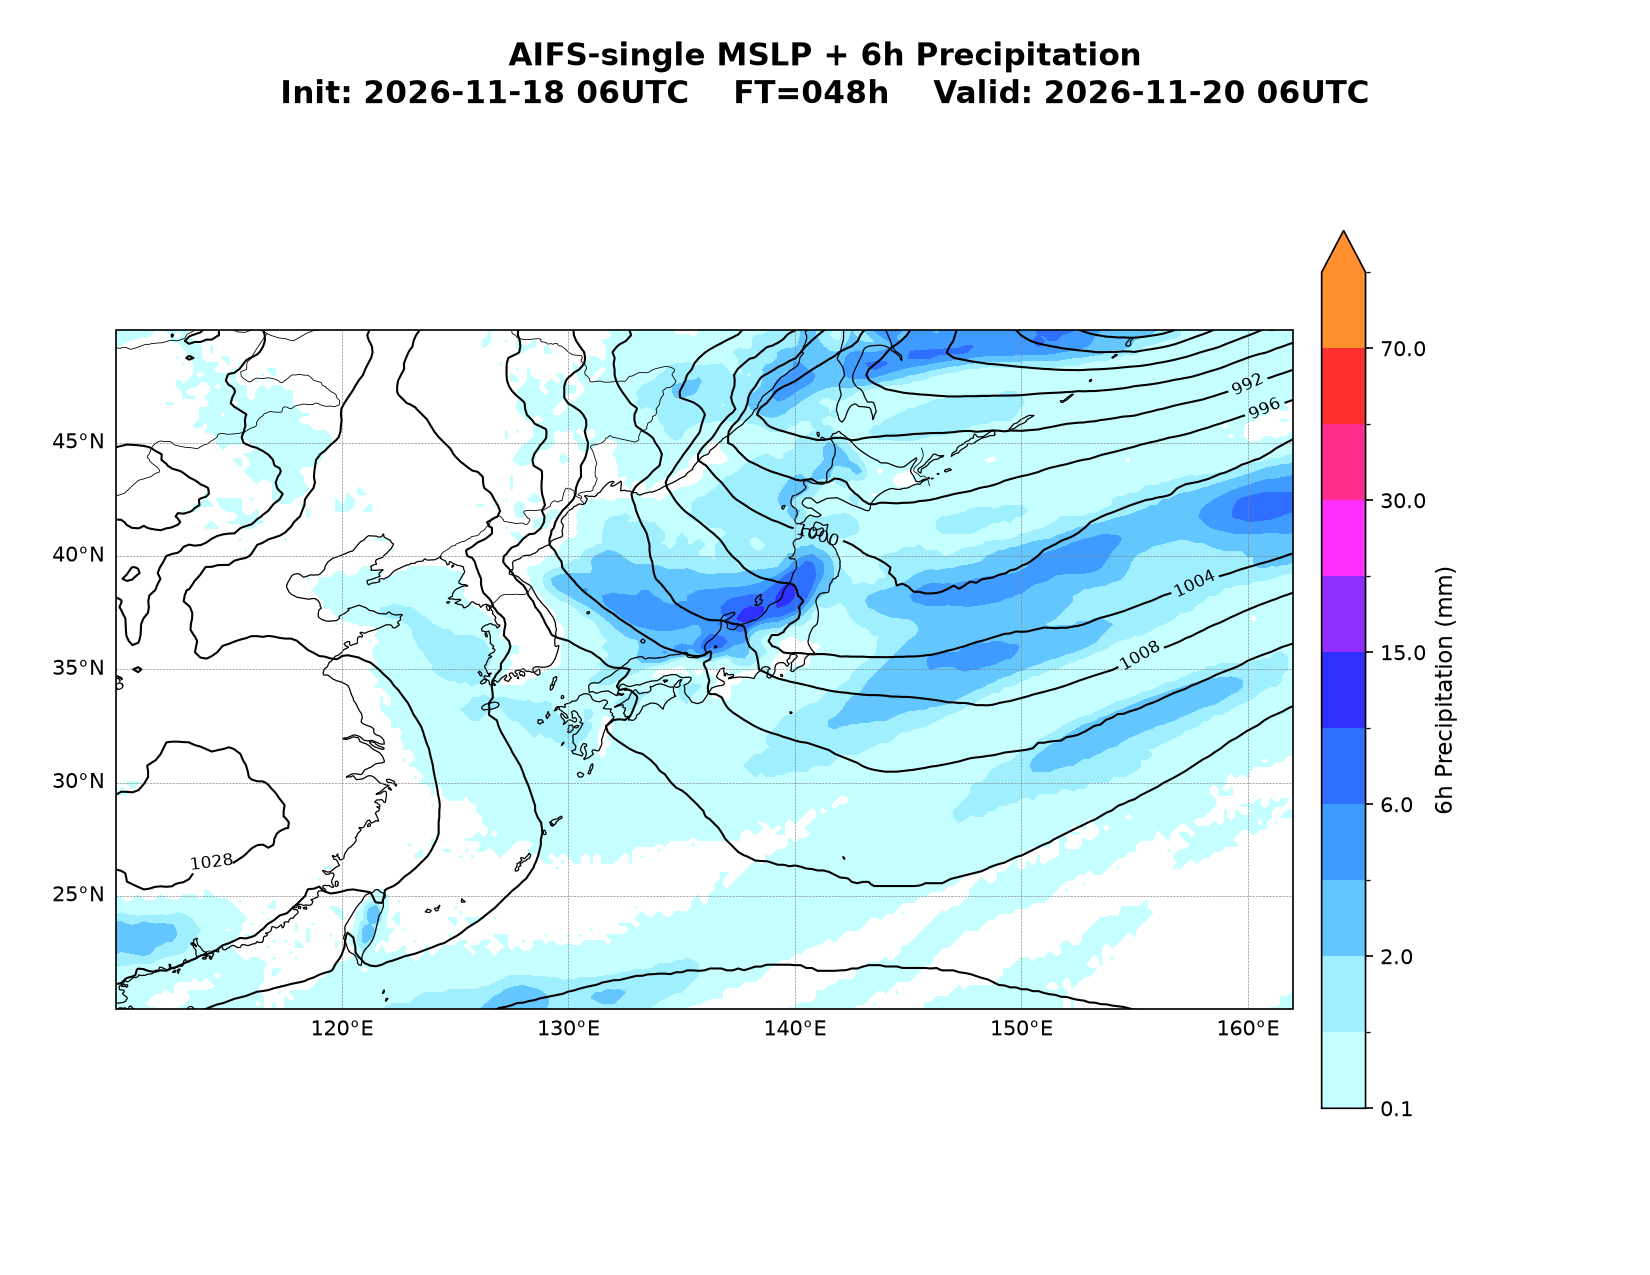 AIFS-single MSLP + 6h Precipitation
Init: 2026-11-18 06UTC    FT=048h    Valid: 2026-11-20 06UTC
992
996
1000
1004
1008
1028
45°N
40°N
35°N
30°N
25°N
120°E
130°E
140°E
150°E
160°E
70.0
30.0
15.0
6.0
2.0
0.1
6h Precipitation (mm)